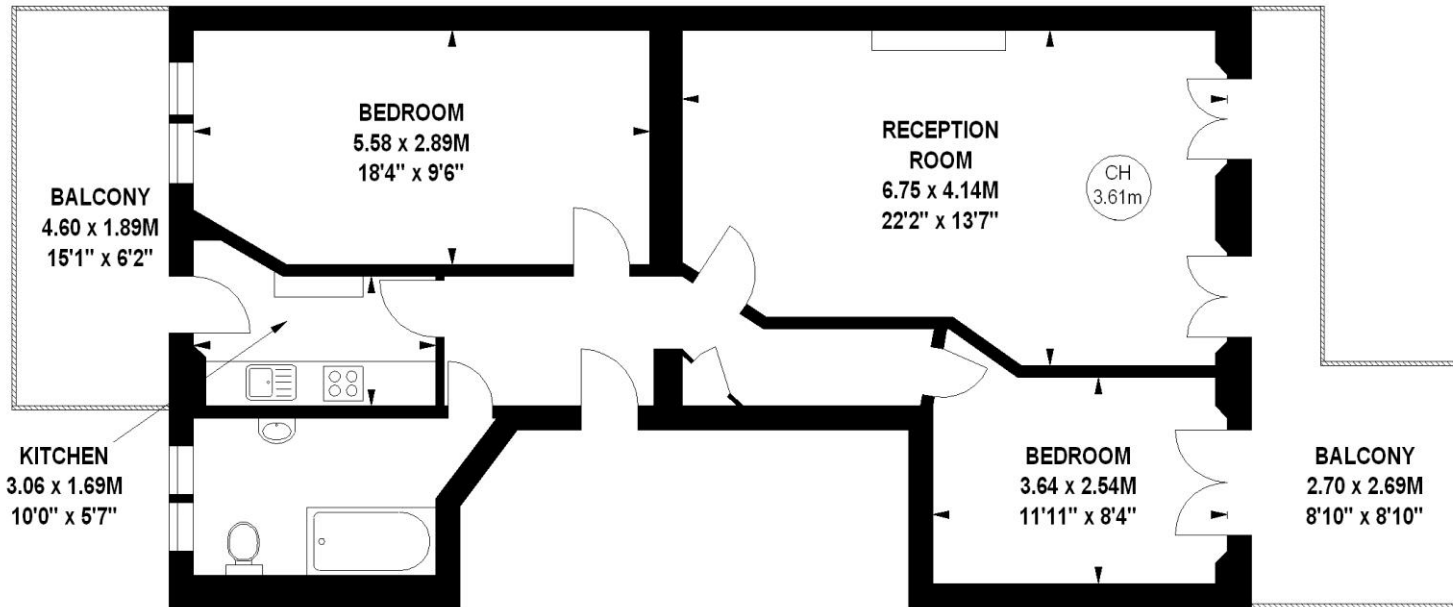 BEDROOM
5.58 x 2.89M
18'4" x 9'6"
RECEPTION
ROOM
6.75 x 4.14M
22'2" x 13'7"
CH
3.61m
BALCONY
4.60 x 1.89M
15'1" x 6'2"
KITCHEN
3.06 x 1.69M
10'0" x 5'7"
BEDROOM
3.64 x 2.54M
11'11" x 8'4"
BALCONY
2.70 x 2.69M
8'10" x 8'10"